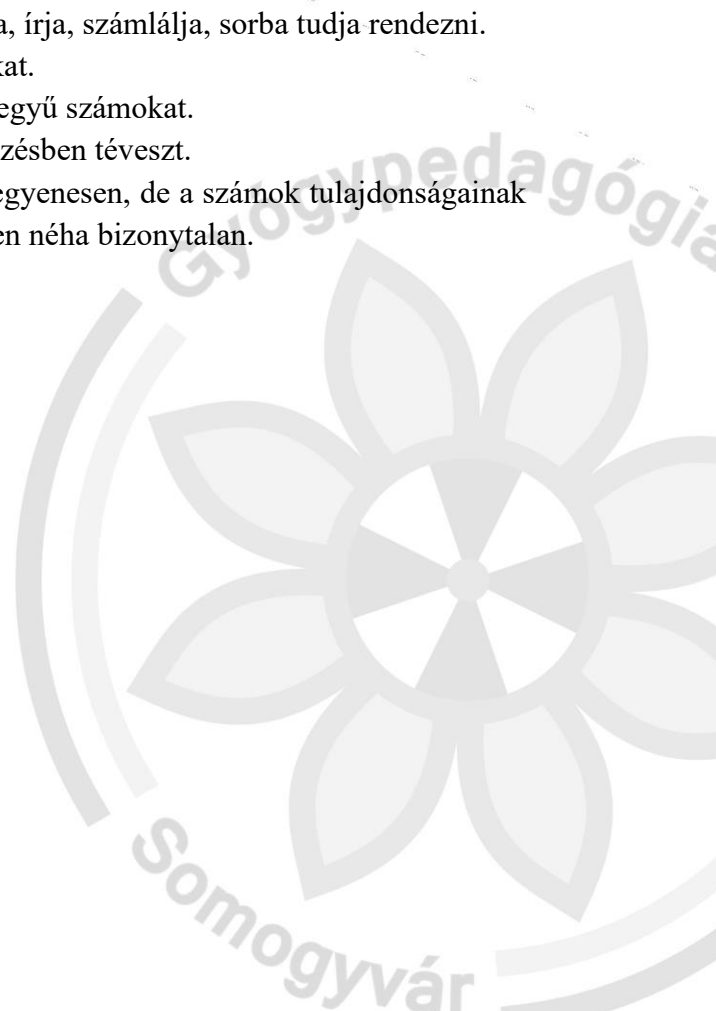 a, írja, számlálja, sorba tudja rendezni.
kat.
egyű számokat.
zésben téveszt.
egyenesen, de a számok tulajdonságainak
en néha bizonytalan.
Gyógypedagógia
Somogyvár